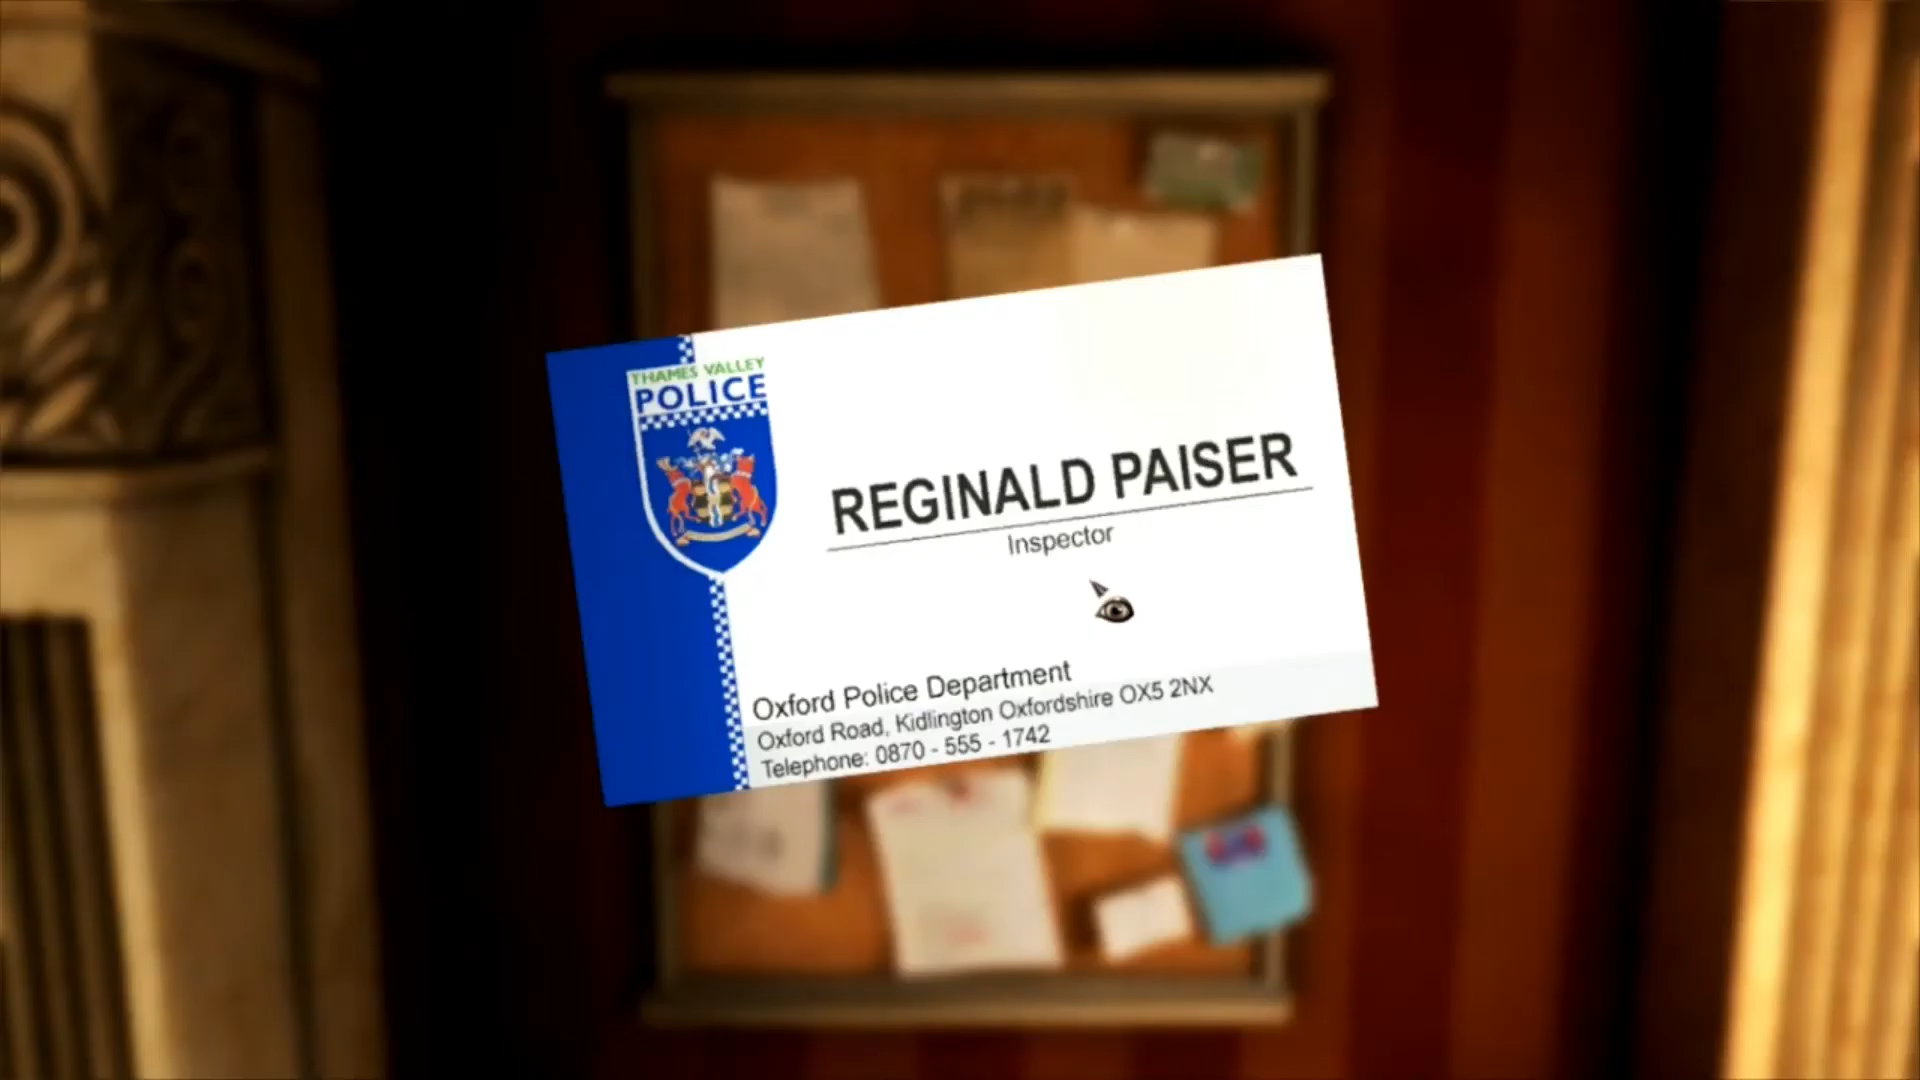 THAMES VALLEY
POLICE
REGINALD PAISER
Inspector
Oxford Police Department
Oxford Road, Kidlington Oxfordshire OX5 2NX
Telephone: 0870 - 555 - 1742